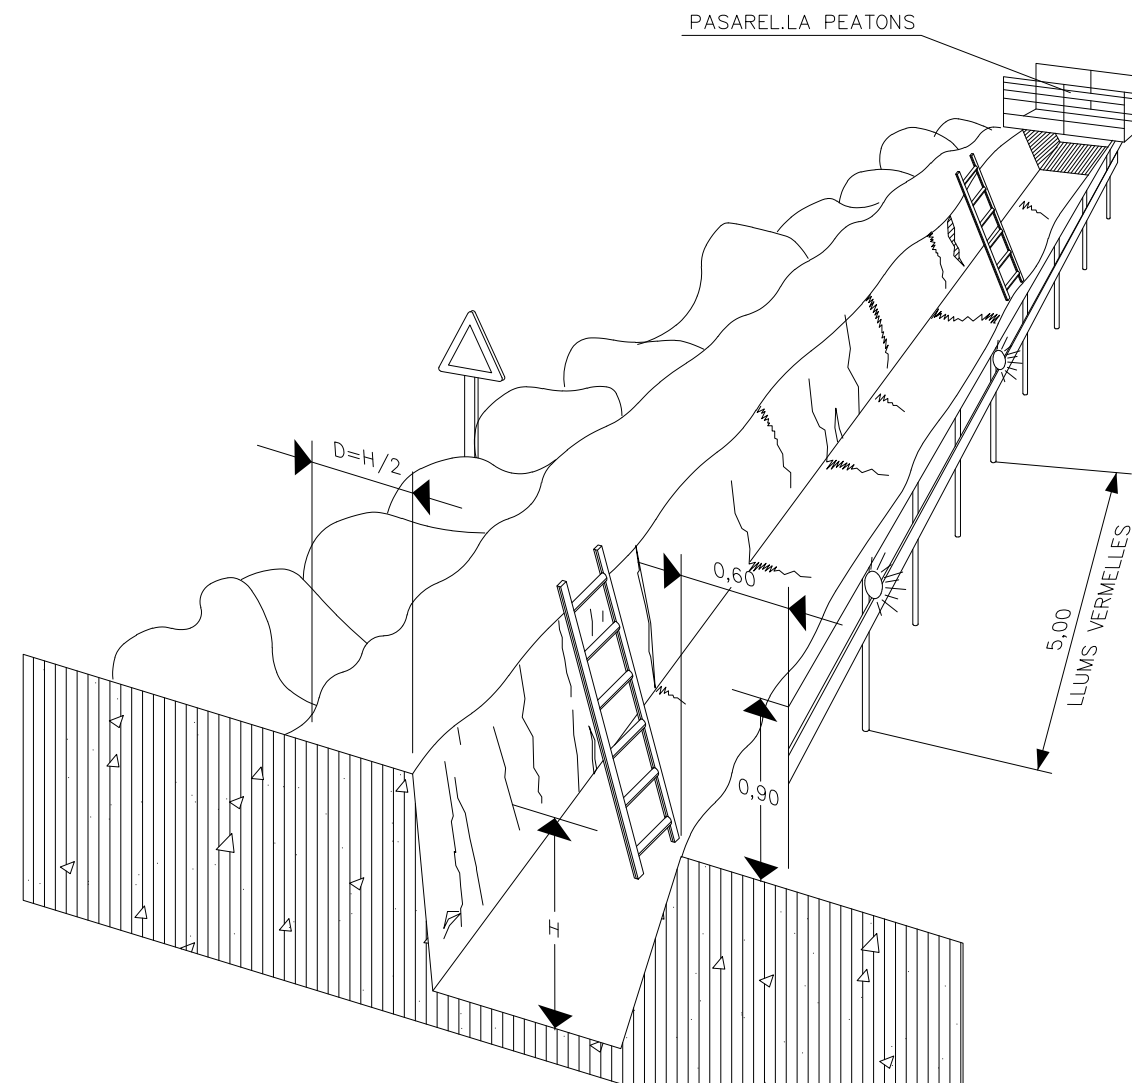 PASAREL.LA PEATONS
D=H/2
0,60
5,00
LLUMS VERMELLES
0,90
H